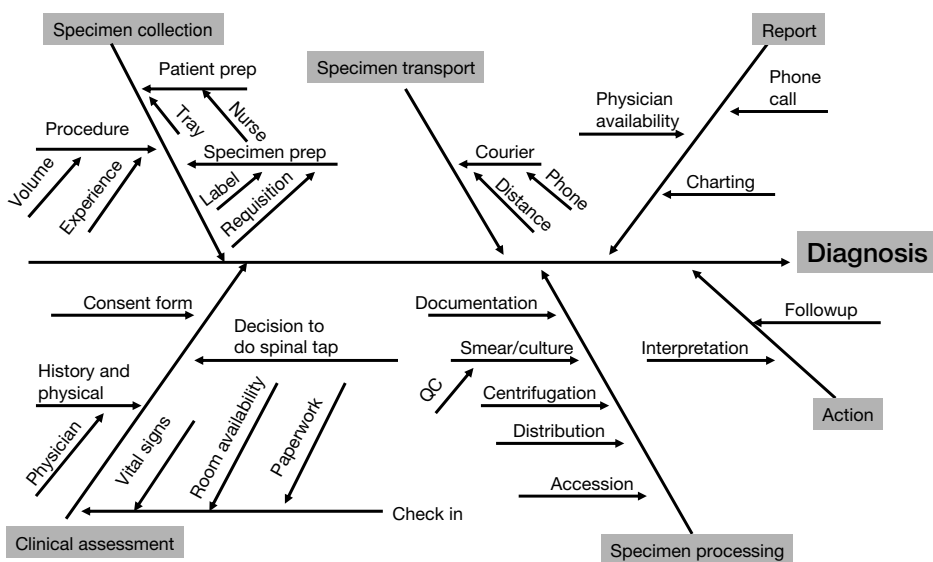 Specimen collection
Report
Specimen transport
Patient prep
Tray
Nurse
Procedure
Volume
Experience
Specimen prep
Label
Requisition
Courier
Distance
Phone
Physician
availability
Phone
call
Charting
Diagnosis
Consent form
Decision to
do spinal tap
History and
physical
Physician
Vital signs
Room availability
Paperwork
Check in
Clinical assessment
Documentation
Smear/culture
QC
Centrifugation
Distribution
Accession
Specimen processing
Followup
Interpretation
Action